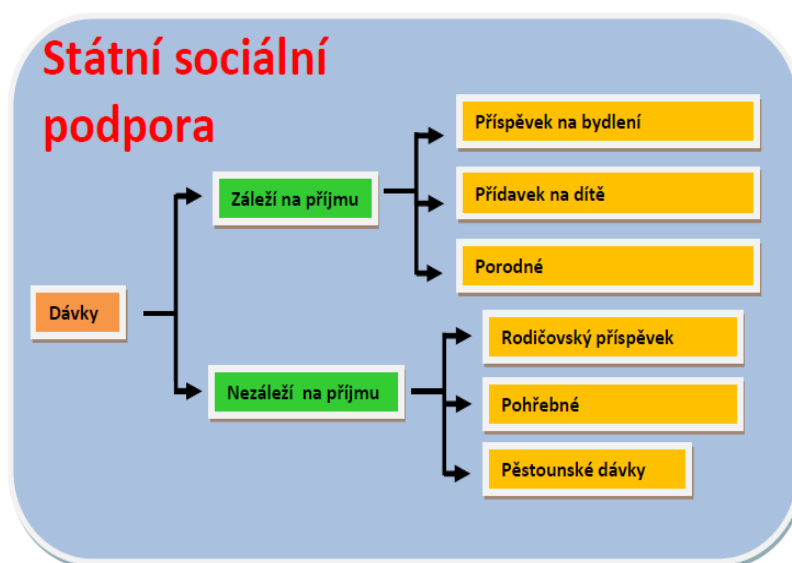 Státní sociální
podpora
Příspěvek na bydlení
Záleží na příjmu
Přídavek na dítě
Porodné
Dávky
Rodičovský příspěvek
Nezáleží  na příjmu
Pohřebné
Pěstounské dávky